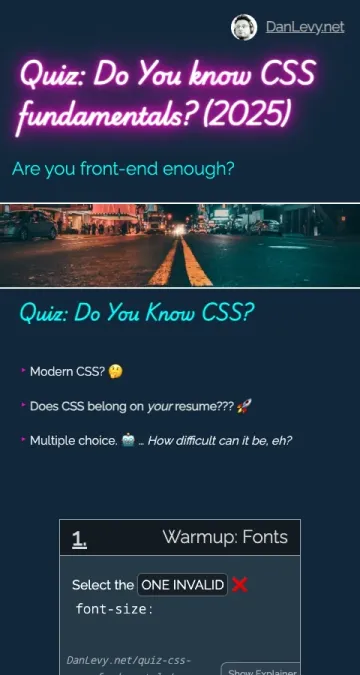 DanLevy.net
Quiz: Do You know CSS
fundamentals? (2025)
Are you front-end enough?
Quiz: Do You Know CSS?
‣ Modern CSS? 🤔
‣ Does CSS belong on your resume??? 🚀
‣ Multiple choice. 🤖 … How difficult can it be, eh?
1. Warmup: Fonts
Select the ONE INVALID ❌
font-size:
DanLevy.net/quiz-css-
Show Explainer